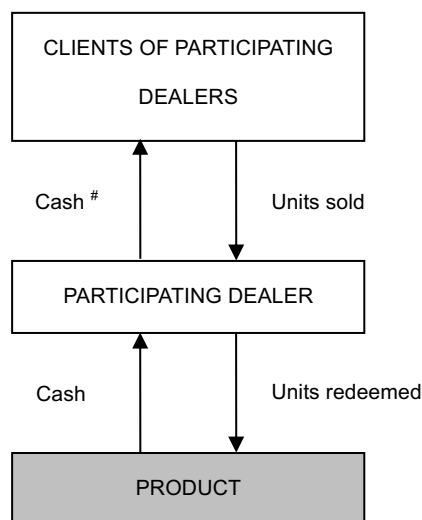 CLIENTS OF PARTICIPATING
DEALERS
Cash #
Units sold
PARTICIPATING DEALER
Cash
Units redeemed
PRODUCT